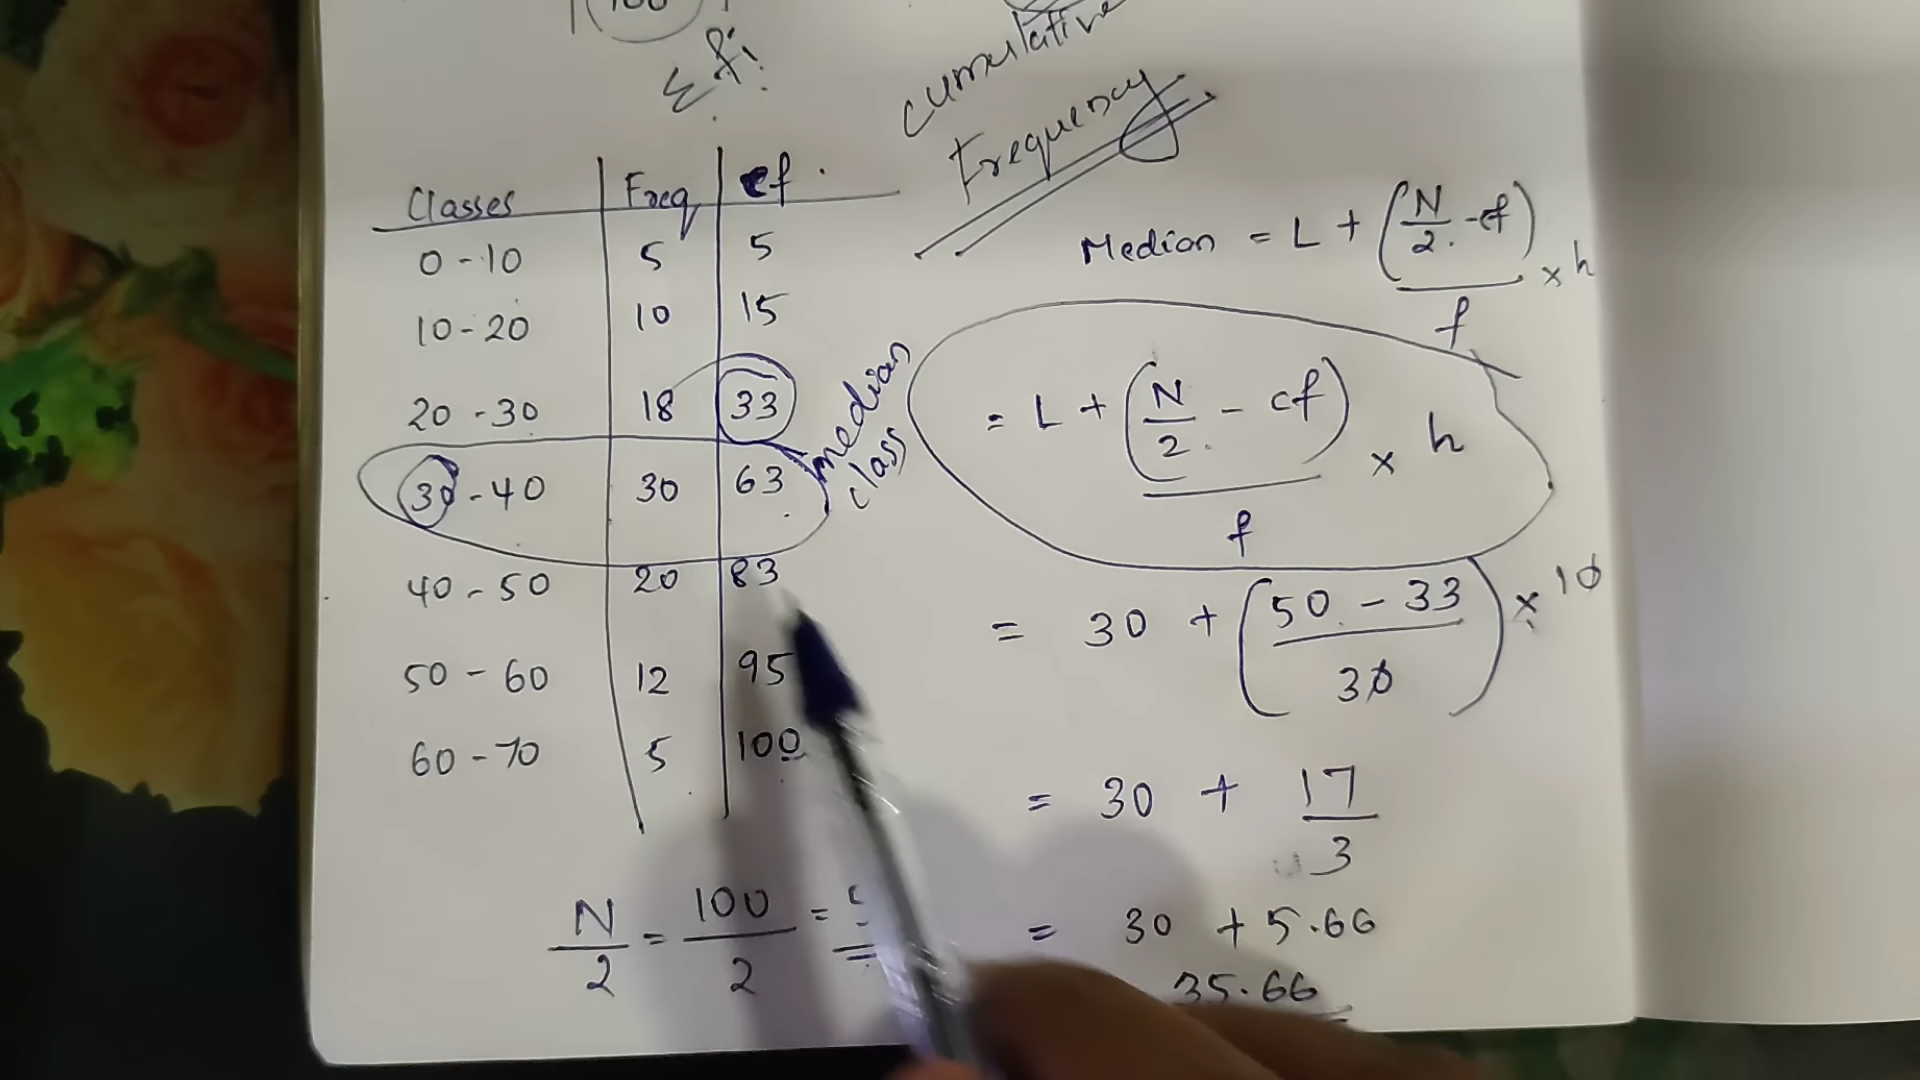 100
Σ fi
cumulative
Frequency
Classes Freq cf
0-10 5 5
10-20 10 15
20-30 18 33
30-40 30 63
40-50 20 83
50-60 12 95
60-70 5 100
median
class
N/2 = 100/2 =
Median = L + (N/2 - cf)/f × h
= L + (N/2 - cf)/f × h
= 30 + (50 - 33/30) × 10
= 30 + 17/3
= 30 + 5.66
35.66